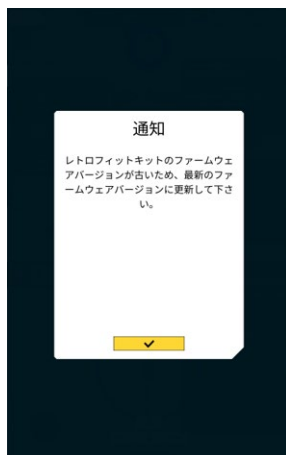 通知
レトロフィットキットのファームウェ
アバージョンが古いため、最新のファ
ームウェアバージョンに更新して下さ
い。